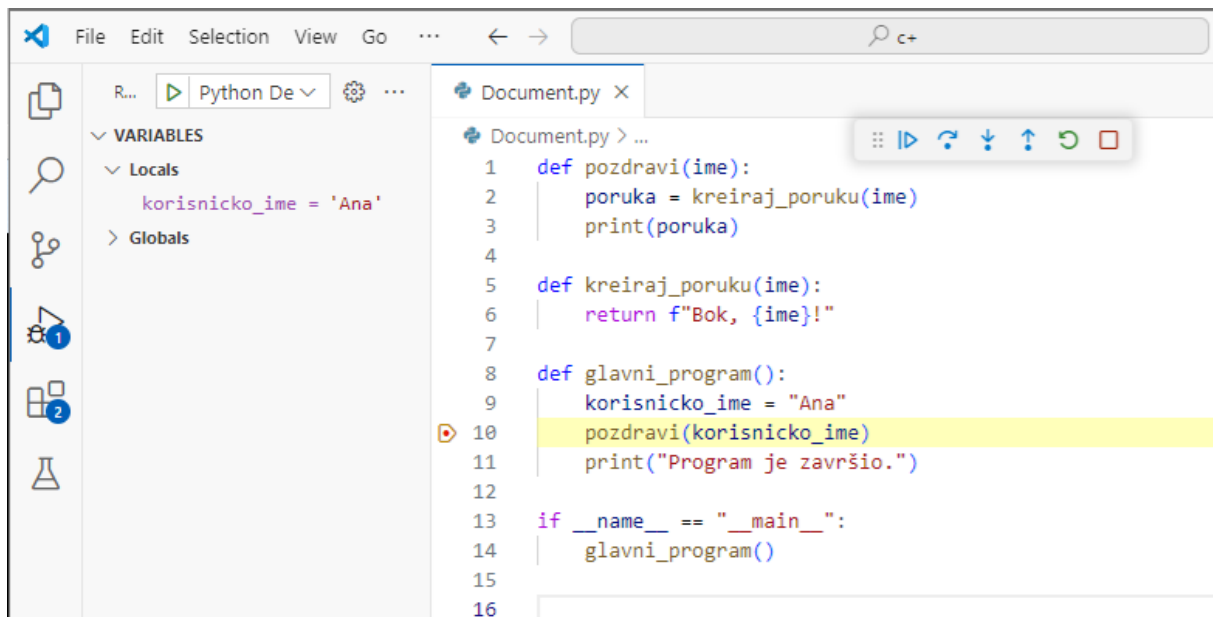 File Edit Selection View Go ··· c+
R... Python De ···
VARIABLES
Locals
korisnicko_ime = 'Ana'
Globals
1
2
Document.py
Document.py > ...
1 def pozdravi(ime):
2     poruka = kreiraj_poruku(ime)
3     print(poruka)
4
5 def kreiraj_poruku(ime):
6     return f"Bok, {ime}!"
7
8 def glavni_program():
9     korisnicko_ime = "Ana"
10     pozdravi(korisnicko_ime)
11     print("Program je završio.")
12
13 if __name__ == "__main__":
14     glavni_program()
15
16